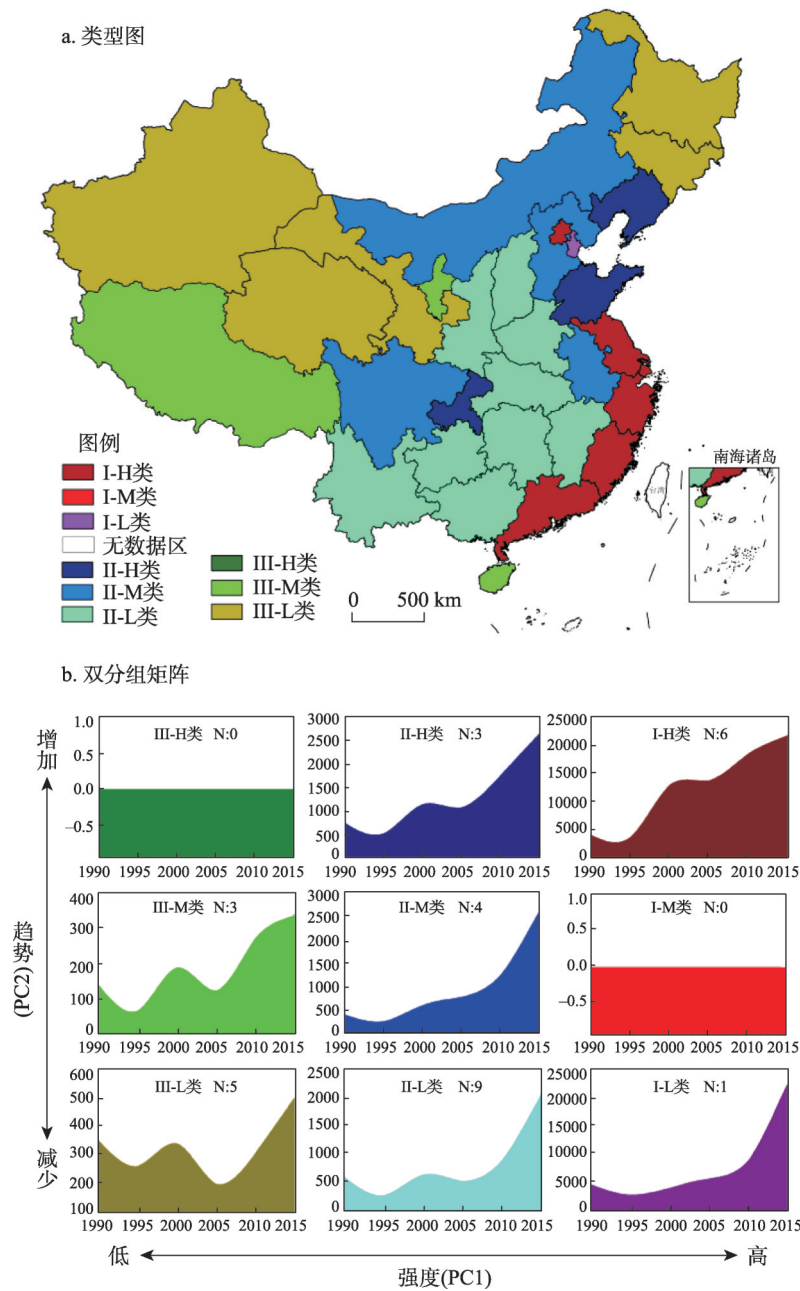 a. 类型图
台湾
南海诸岛
图例
I-H类
I-M类
I-L类
无数据区
II-H类
II-M类
II-L类
III-H类
III-M类
III-L类
0 500 km
b. 双分组矩阵
增加
趋势
(PC2)
减少
III-H类 N:0
1.0
0.5
0.0
−0.5
1990 1995 2000 2005 2010 2015
II-H类 N:3
3000
2500
2000
1500
1000
500
0
1990 1995 2000 2005 2010 2015
I-H类 N:6
25000
20000
15000
10000
5000
0
1990 1995 2000 2005 2010 2015
III-M类 N:3
400
300
200
100
0
1990 1995 2000 2005 2010 2015
II-M类 N:4
3000
2500
2000
1500
1000
500
0
1990 1995 2000 2005 2010 2015
I-M类 N:0
1.0
0.5
0.0
−0.5
1990 1995 2000 2005 2010 2015
III-L类 N:5
600
500
400
300
200
100
1990 1995 2000 2005 2010 2015
II-L类 N:9
2500
2000
1500
1000
500
0
1990 1995 2000 2005 2010 2015
I-L类 N:1
25000
20000
15000
10000
5000
0
1990 1995 2000 2005 2010 2015
低
高
强度(PC1)